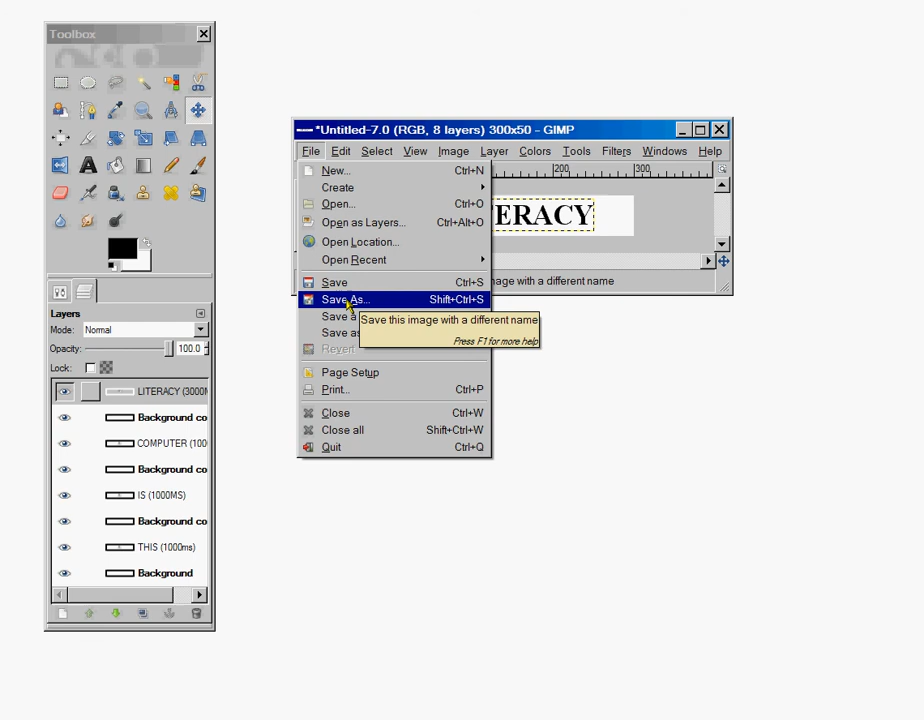 Toolbox
Layers
Mode: Normal
Opacity: 100.0
Lock:
LITERACY (3000
Background co
COMPUTER (100
Background co
IS (1000MS)
Background co
THIS (1000ms)
Background
*Untitled-7.0 (RGB, 8 layers) 300x50 - GIMP
File Edit Select View Image Layer Colors Tools Filters Windows Help
200 300
ERACY
New... Ctrl+N
Create
Open... Ctrl+O
Open as Layers... Ctrl+Alt+O
Open Location...
Open Recent
Save Ctrl+S
image with a different name
Save As... Shift+Ctrl+S
Save a
Save this image with a different name
Save as
Press F1 for more help
Revert
Page Setup
Print... Ctrl+P
Close Ctrl+W
Close all Shift+Ctrl+W
Quit Ctrl+Q